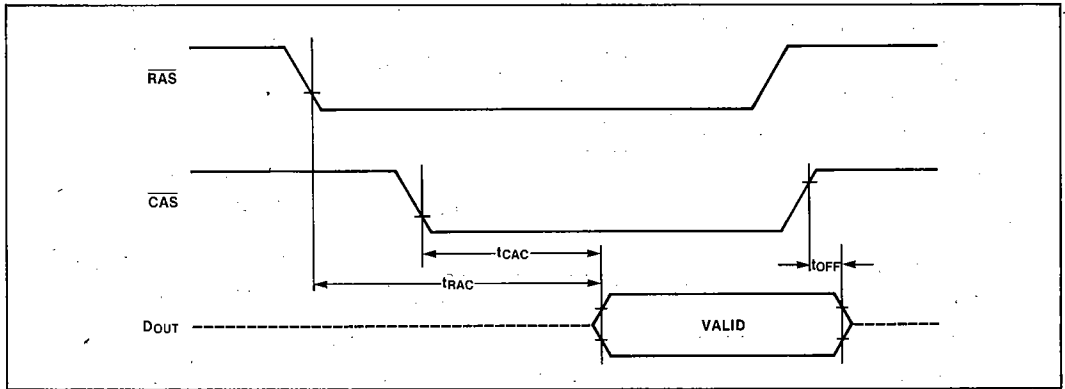 RAS
CAS
tCAC
tOFF
tRAC
DOUT
VALID